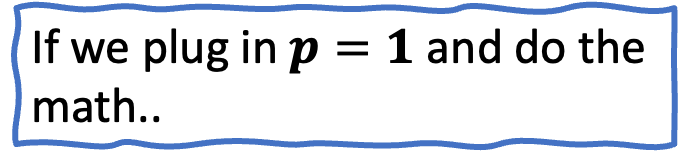 If we plug in p = 1 and do the
math..